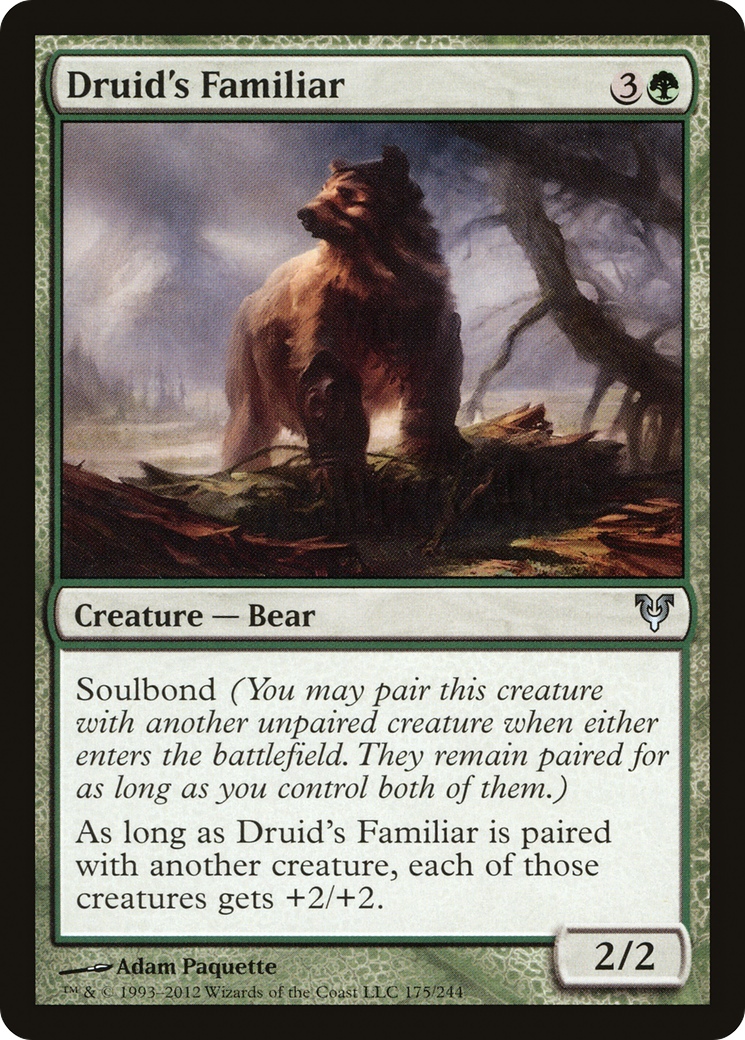 Druid's Familiar 3
Creature — Bear
Soulbond (You may pair this creature
with another unpaired creature when either
enters the battlefield. They remain paired for
as long as you control both of them.)
As long as Druid's Familiar is paired
with another creature, each of those
creatures gets +2/+2.
2/2
Adam Paquette
™ & © 1993–2012 Wizards of the Coast LLC 175/244